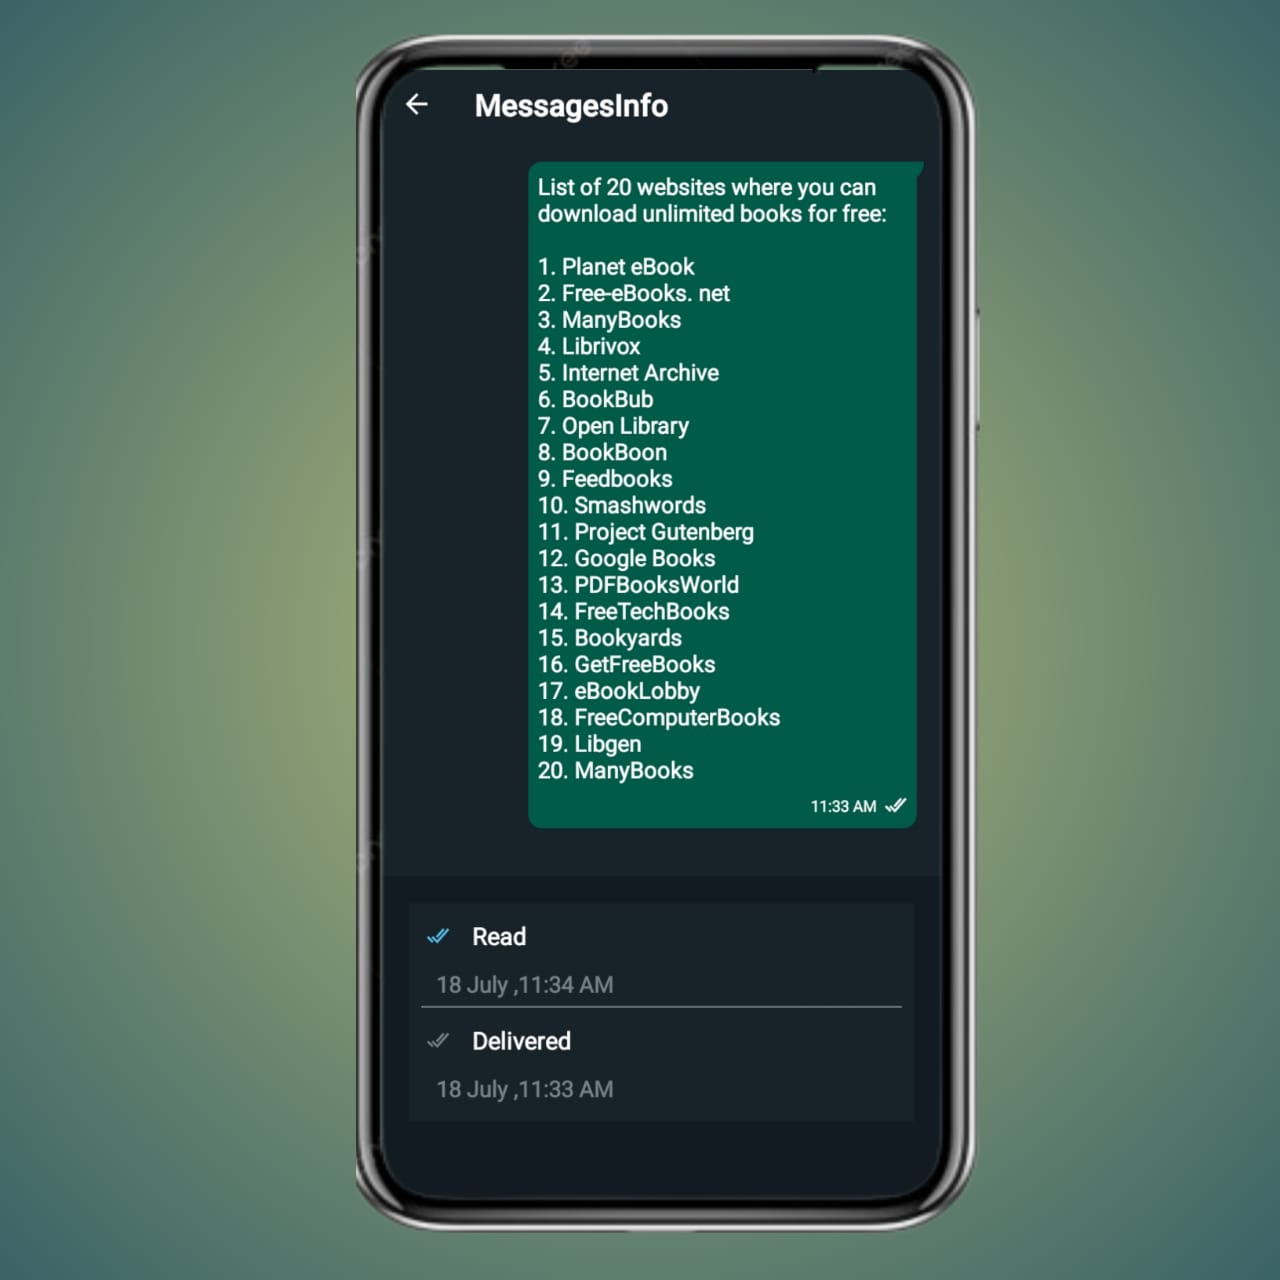 MessagesInfo
List of 20 websites where you can
download unlimited books for free:
1. Planet eBook
2. Free-eBooks. net
3. ManyBooks
4. Librivox
5. Internet Archive
6. BookBub
7. Open Library
8. BookBoon
9. Feedbooks
10. Smashwords
11. Project Gutenberg
12. Google Books
13. PDFBooksWorld
14. FreeTechBooks
15. Bookyards
16. GetFreeBooks
17. eBookLobby
18. FreeComputerBooks
19. Libgen
20. ManyBooks
11:33 AM
Read
18 July ,11:34 AM
Delivered
18 July ,11:33 AM